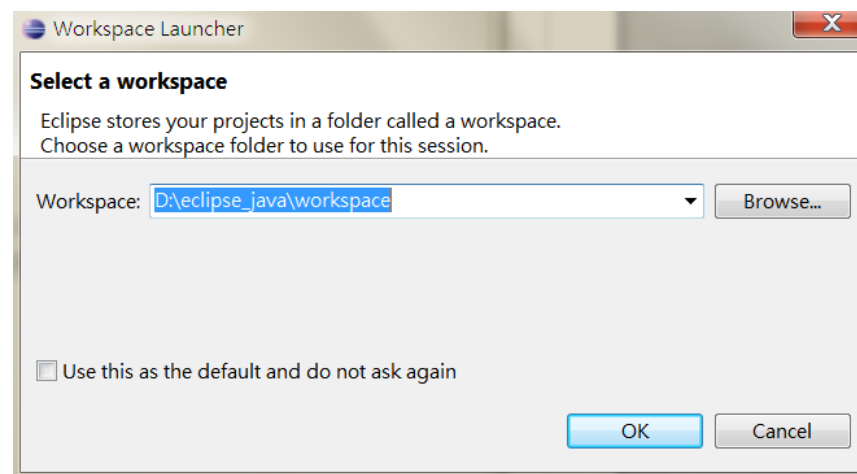 Workspace Launcher
X
Select a workspace
Eclipse stores your projects in a folder called a workspace.
Choose a workspace folder to use for this session.
Workspace: D:\eclipse_java\workspace Browse...
Use this as the default and do not ask again
OK Cancel